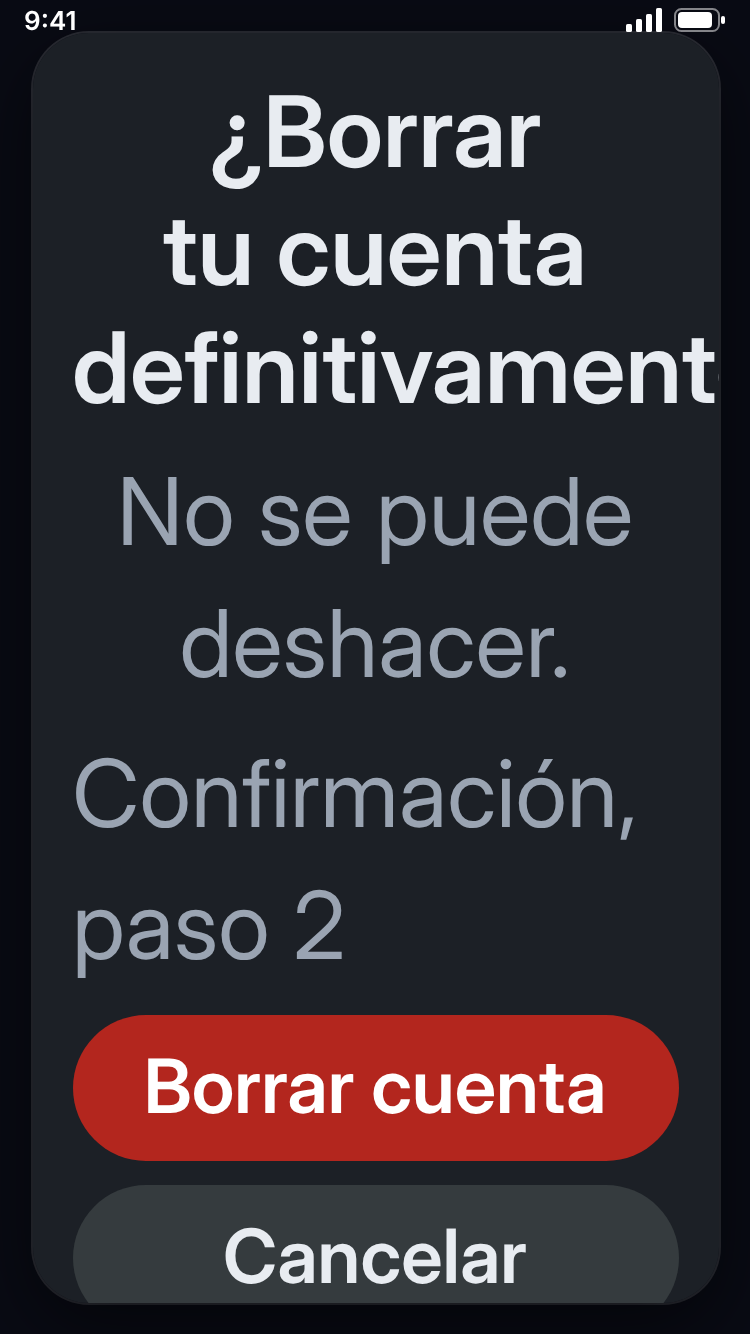 9:41
¿Borrar
tu cuenta
definitivament
No se puede
deshacer.
Confirmación,
paso 2
Borrar cuenta
Cancelar